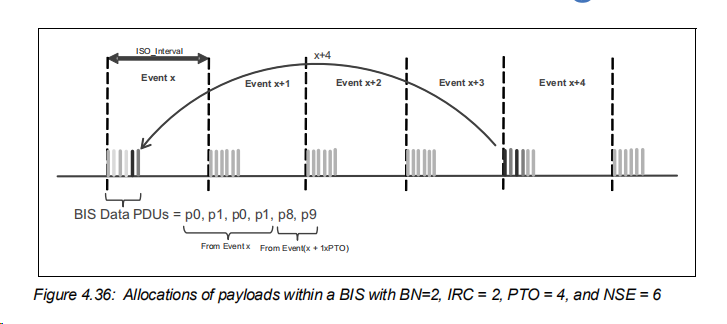 ISO_Interval
x+4
Event x
Event x+1
Event x+2
Event x+3
Event x+4
BIS Data PDUs = p0, p1, p0, p1, p8, p9
From Event x
From Event(x + 1xPTO)
Figure 4.36: Allocations of payloads within a BIS with BN=2, IRC = 2, PTO = 4, and NSE = 6